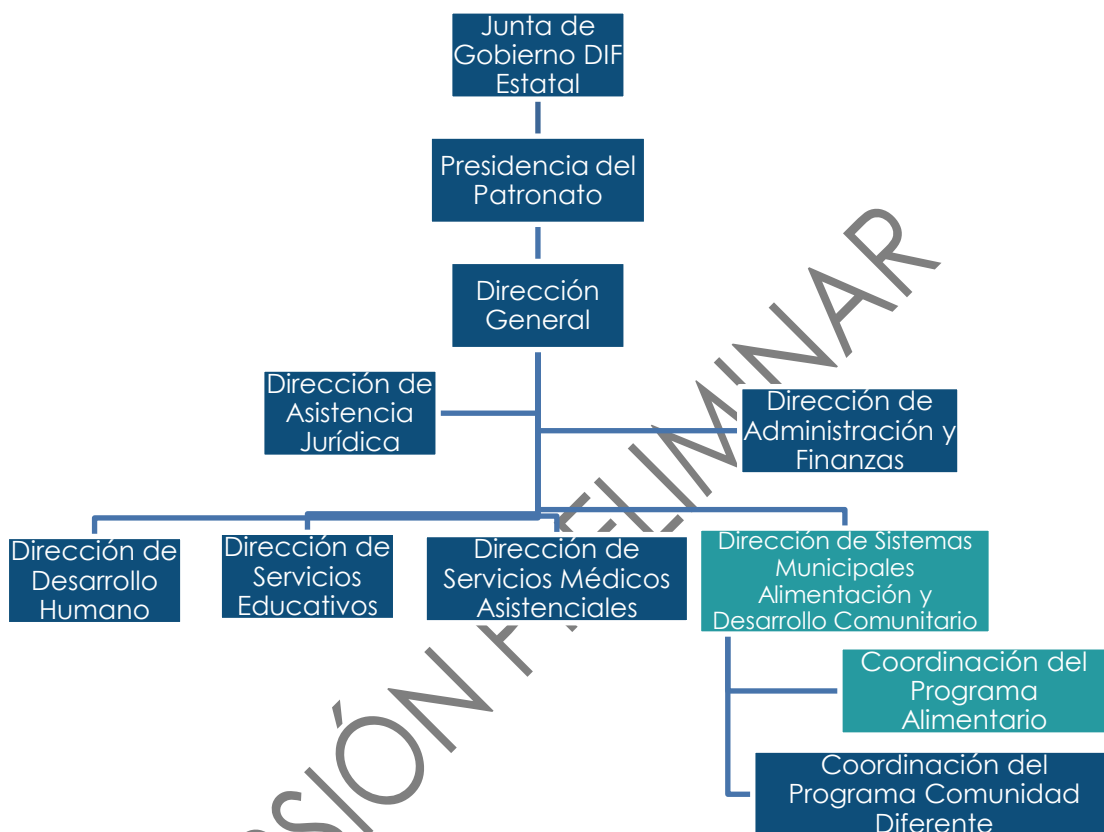 Junta de
Gobierno DIF
Estatal
Presidencia del
Patronato
Dirección
General
Dirección de
Asistencia
Jurídica
Dirección de
Administración y
Finanzas
Dirección de
Desarrollo
Humano
Dirección de
Servicios
Educativos
Dirección de
Servicios Médicos
Asistenciales
Dirección de Sistemas
Municipales
Alimentación y
Desarrollo Comunitario
Coordinación del
Programa
Alimentario
Coordinación del
Programa Comunidad
Diferente